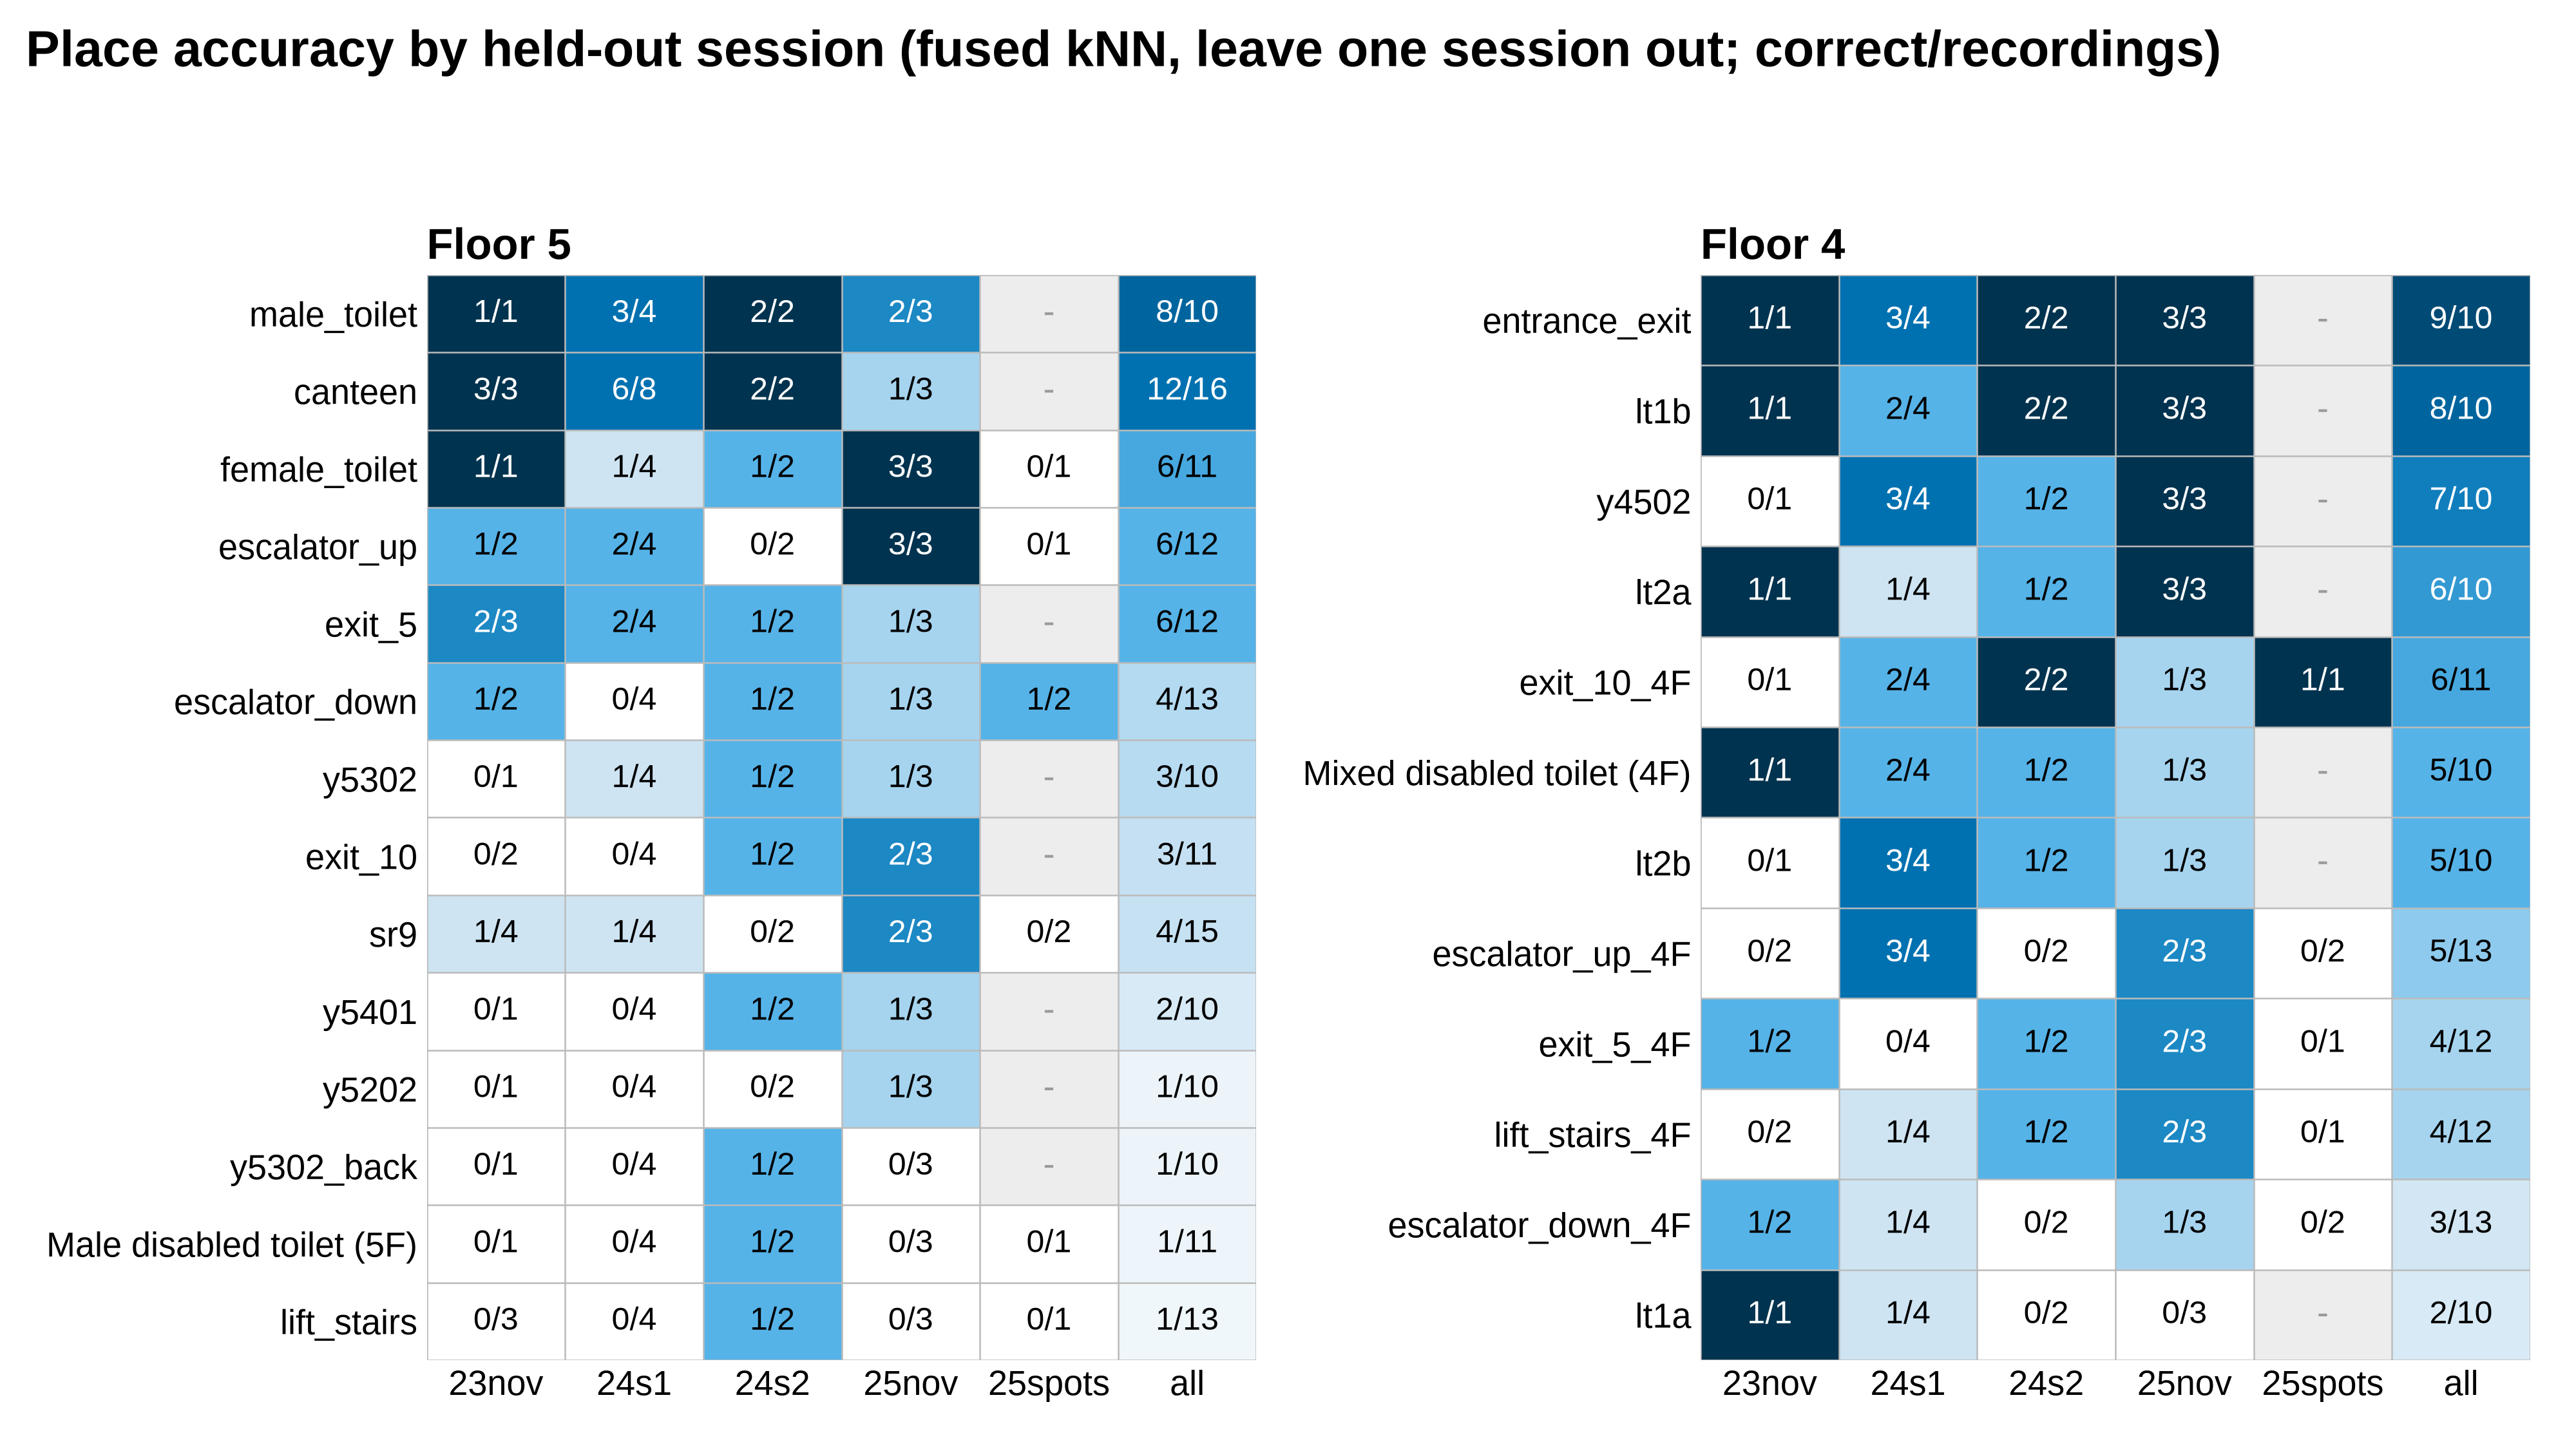 Place accuracy by held-out session (fused kNN, leave one session out; correct/recordings)
Floor 5
male_toilet 1/1 3/4 2/2 2/3 - 8/10
canteen 3/3 6/8 2/2 1/3 - 12/16
female_toilet 1/1 1/4 1/2 3/3 0/1 6/11
escalator_up 1/2 2/4 0/2 3/3 0/1 6/12
exit_5 2/3 2/4 1/2 1/3 - 6/12
escalator_down 1/2 0/4 1/2 1/3 1/2 4/13
y5302 0/1 1/4 1/2 1/3 - 3/10
exit_10 0/2 0/4 1/2 2/3 - 3/11
sr9 1/4 1/4 0/2 2/3 0/2 4/15
y5401 0/1 0/4 1/2 1/3 - 2/10
y5202 0/1 0/4 0/2 1/3 - 1/10
y5302_back 0/1 0/4 1/2 0/3 - 1/10
Male disabled toilet (5F) 0/1 0/4 1/2 0/3 0/1 1/11
lift_stairs 0/3 0/4 1/2 0/3 0/1 1/13
23nov 24s1 24s2 25nov 25spots all
Floor 4
entrance_exit 1/1 3/4 2/2 3/3 - 9/10
lt1b 1/1 2/4 2/2 3/3 - 8/10
y4502 0/1 3/4 1/2 3/3 - 7/10
lt2a 1/1 1/4 1/2 3/3 - 6/10
exit_10_4F 0/1 2/4 2/2 1/3 1/1 6/11
Mixed disabled toilet (4F) 1/1 2/4 1/2 1/3 - 5/10
lt2b 0/1 3/4 1/2 1/3 - 5/10
escalator_up_4F 0/2 3/4 0/2 2/3 0/2 5/13
exit_5_4F 1/2 0/4 1/2 2/3 0/1 4/12
lift_stairs_4F 0/2 1/4 1/2 2/3 0/1 4/12
escalator_down_4F 1/2 1/4 0/2 1/3 0/2 3/13
lt1a 1/1 1/4 0/2 0/3 - 2/10
23nov 24s1 24s2 25nov 25spots all